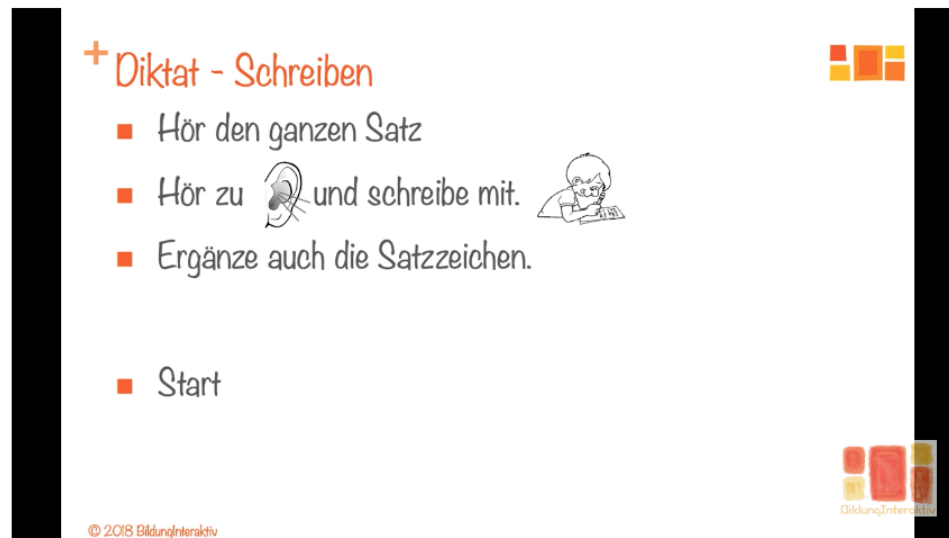 + Diktat - Schreiben
Hör den ganzen Satz
Hör zu und schreibe mit.
Ergänze auch die Satzzeichen.
Start
BildungInteraktiv
© 2018 BildungInteraktiv